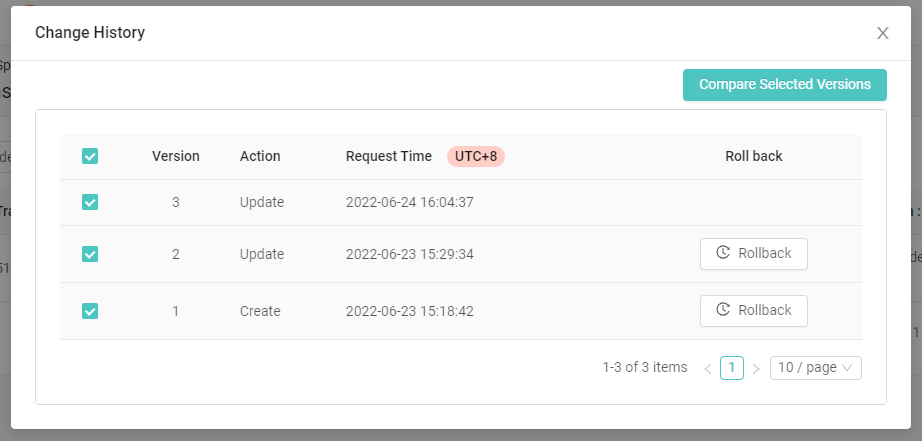 Change History
Compare Selected Versions
Version Action Request Time UTC+8 Roll back
3 Update 2022-06-24 16:04:37
2 Update 2022-06-23 15:29:34 Rollback
1 Create 2022-06-23 15:18:42 Rollback
1-3 of 3 items < 1 > 10 / page